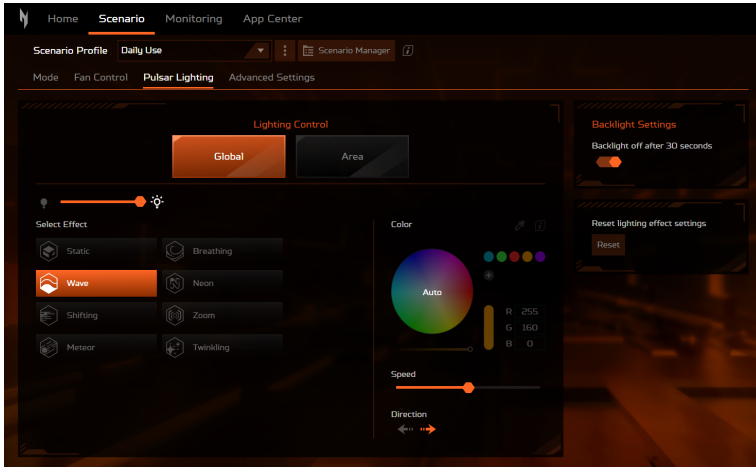 Home Scenario Monitoring App Center
Scenario Profile Daily Use Scenario Manager i
Mode Fan Control Pulsar Lighting Advanced Settings
Lighting Control
Global Area
Select Effect
Static Breathing
Wave Neon
Shifting Zoom
Meteor Twinkling
Color i
Auto
R 255
G 160
B 0
Speed
Direction
Backlight Settings
Backlight off after 30 seconds
Reset lighting effect settings
Reset